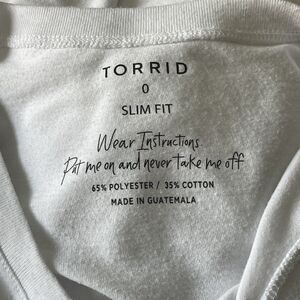 TORRID
0
SLIM FIT
Wear Instructions
Put me on and never take me off
65% POLYESTER / 35% COTTON
MADE IN GUATEMALA